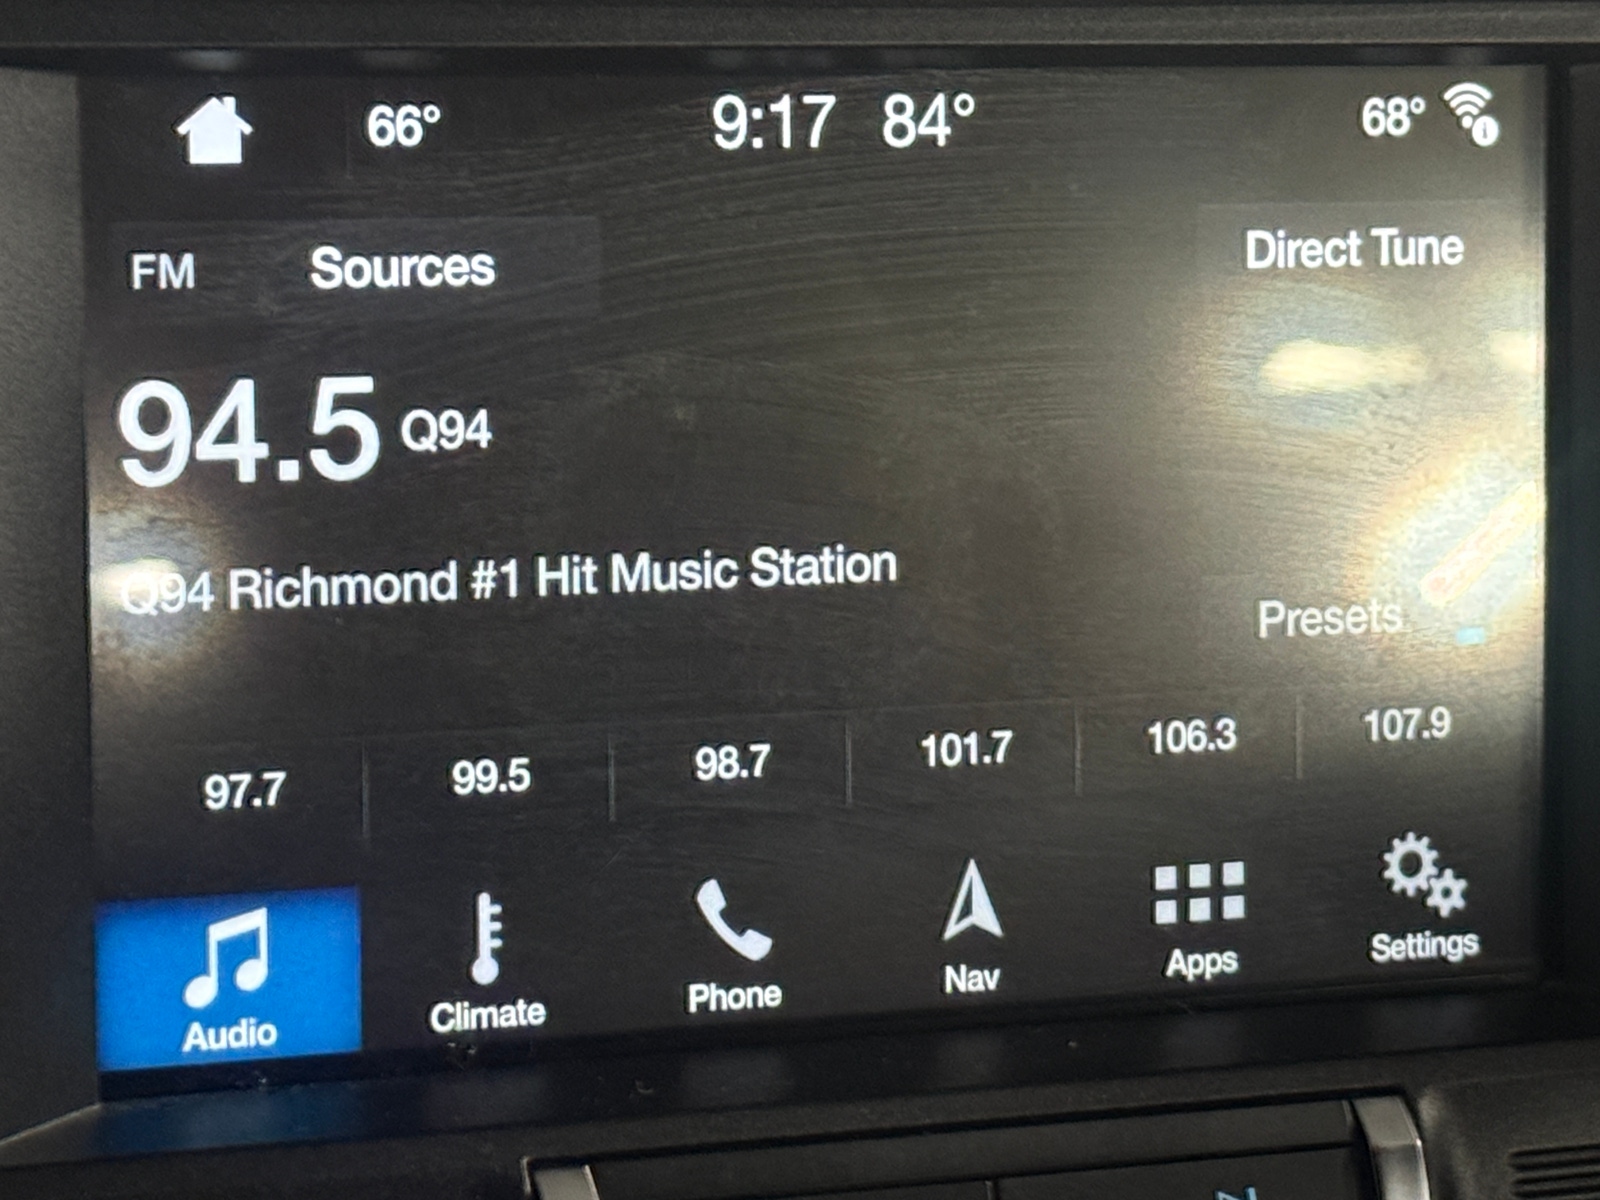 66° 9:17 84° 68°
FM Sources Direct Tune
94.5 Q94
Q94 Richmond #1 Hit Music Station
Presets
97.7 99.5 98.7 101.7 106.3 107.9
Audio Climate Phone Nav Apps Settings